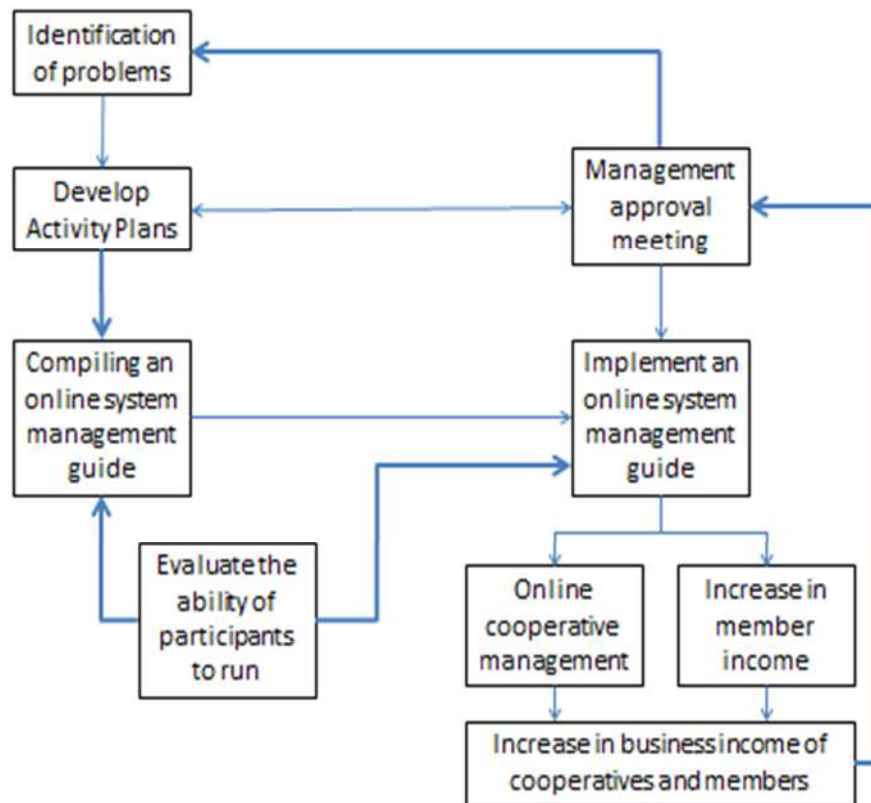 Identification
of problems
Develop
Activity Plans
Management
approval
meeting
Compiling an
online system
management
guide
Implement an
online system
management
guide
Evaluate the
ability of
participants
to run
Online
cooperative
management
Increase in
member
income
Increase in business income of
cooperatives and members